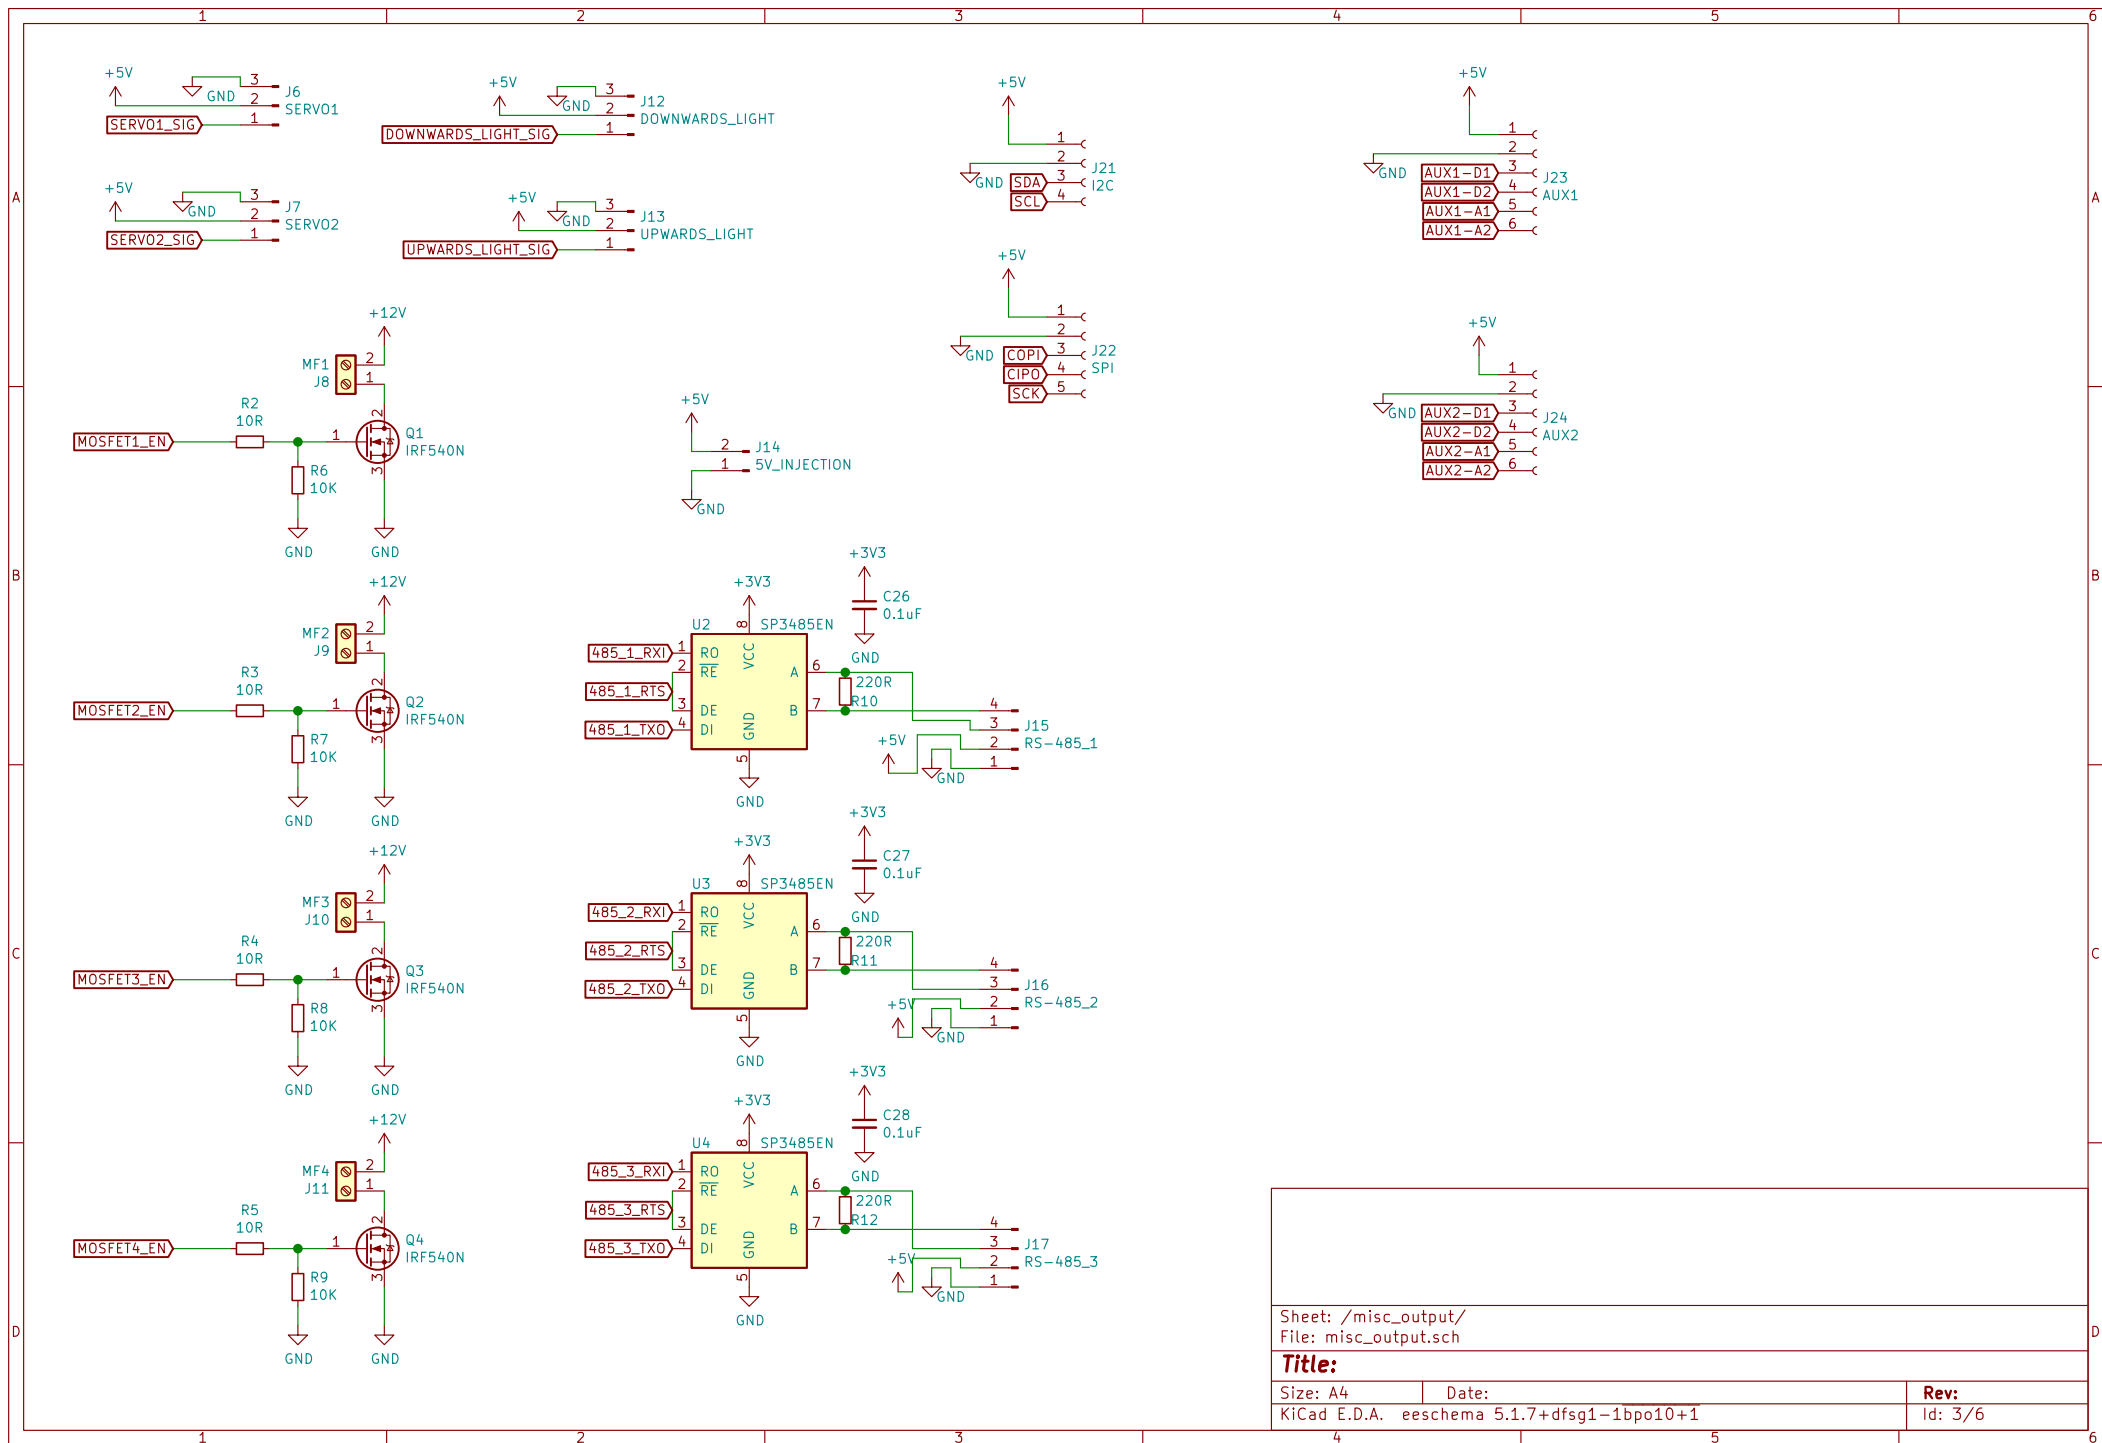 1 2 3 4 5 6
A A
B B
C C
D D
+5V
GND
3
2
1
J6
SERVO1
SERVO1_SIG
+5V
GND
3
2
1
J7
SERVO2
SERVO2_SIG
+5V
GND
3
2
1
J12
DOWNWARDS_LIGHT
DOWNWARDS_LIGHT_SIG
+5V
GND
3
2
1
J13
UPWARDS_LIGHT
UPWARDS_LIGHT_SIG
+5V
GND
1
2
3
4
SDA
SCL
J21
I2C
+5V
GND
1
2
3
4
5
COPI
CIPO
SCK
J22
SPI
+5V
GND
1
2
3
4
5
6
AUX1-D1
AUX1-D2
AUX1-A1
AUX1-A2
J23
AUX1
+5V
GND
1
2
3
4
5
6
AUX2-D1
AUX2-D2
AUX2-A1
AUX2-A2
J24
AUX2
+5V
2
1
J14
5V_INJECTION
GND
+12V
MF1
J8
2
1
R2
10R
MOSFET1_EN
1
2
3
Q1
IRF540N
R6
10K
GND
GND
+12V
MF2
J9
2
1
R3
10R
MOSFET2_EN
1
2
3
Q2
IRF540N
R7
10K
GND
GND
+12V
MF3
J10
2
1
R4
10R
MOSFET3_EN
1
2
3
Q3
IRF540N
R8
10K
GND
GND
+12V
MF4
J11
2
1
R5
10R
MOSFET4_EN
1
2
3
Q4
IRF540N
R9
10K
GND
GND
+3V3
+3V3
C26
0.1uF
GND
U2
SP3485EN
485_1_RXI
485_1_RTS
485_1_TXO
1 RO
2 RE
3 DE
4 DI
8 VCC
5 GND
A 6
B 7
220R
R10
GND
+5V
GND
4
3
2
1
J15
RS-485_1
+3V3
+3V3
C27
0.1uF
GND
U3
SP3485EN
485_2_RXI
485_2_RTS
485_2_TXO
1 RO
2 RE
3 DE
4 DI
8 VCC
5 GND
A 6
B 7
220R
R11
GND
+5V
GND
4
3
2
1
J16
RS-485_2
+3V3
+3V3
C28
0.1uF
GND
U4
SP3485EN
485_3_RXI
485_3_RTS
485_3_TXO
1 RO
2 RE
3 DE
4 DI
8 VCC
5 GND
A 6
B 7
220R
R12
GND
+5V
GND
4
3
2
1
J17
RS-485_3
Sheet: /misc_output/
File: misc_output.sch
Title:
Size: A4 Date: Rev:
KiCad E.D.A. eeschema 5.1.7+dfsg1-1bpo10+1 Id: 3/6
1 2 3 4 5 6